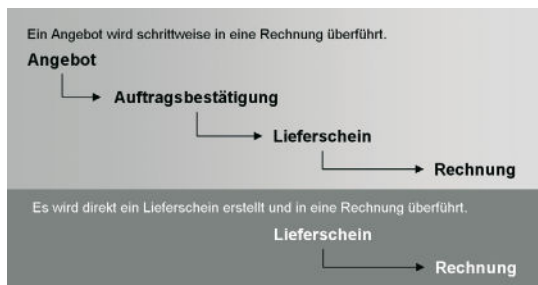 Ein Angebot wird schrittweise in eine Rechnung überführt.
Angebot
Auftragsbestätigung
Lieferschein
Rechnung
Es wird direkt ein Lieferschein erstellt und in eine Rechnung überführt.
Lieferschein
Rechnung